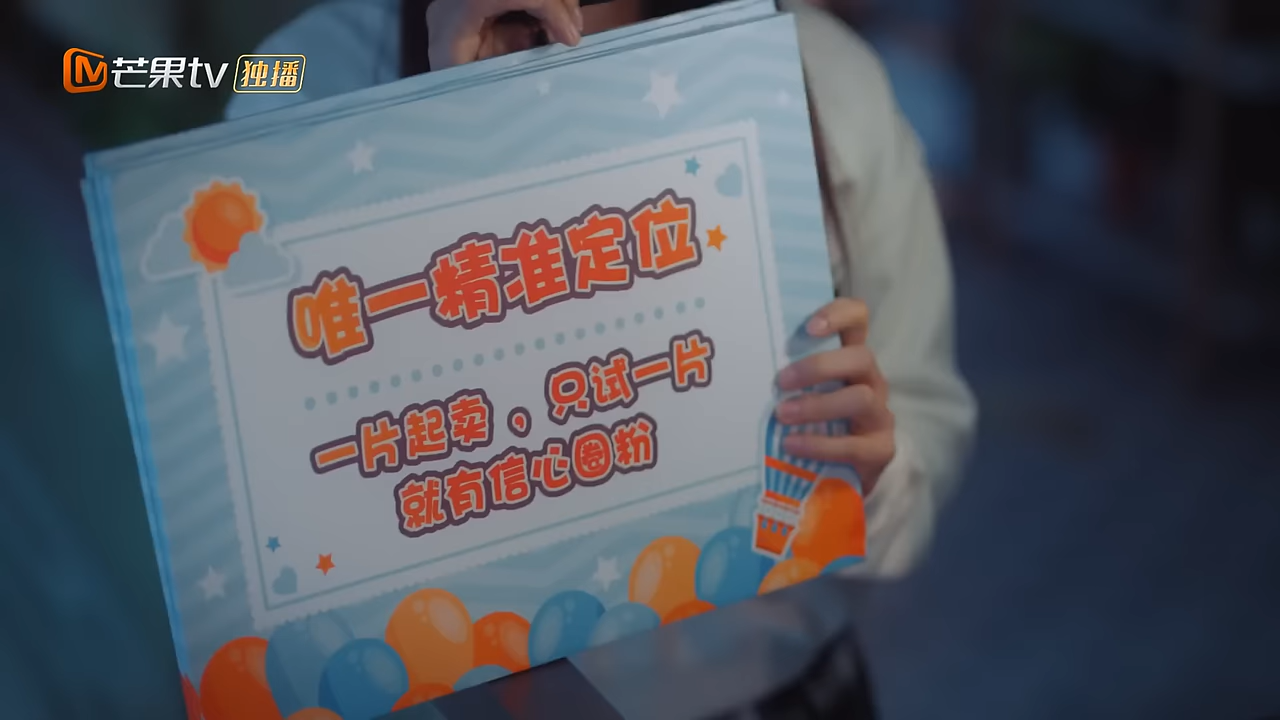 芒果tv 独播
唯一精准定位
一片起卖，只试一片
就有信心圈粉